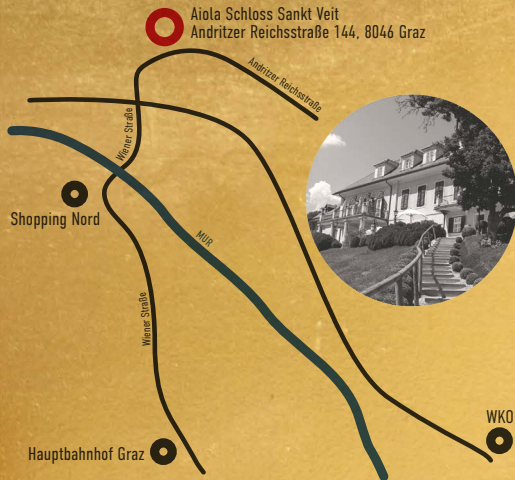 Aiola Schloss Sankt Veit
Andritzer Reichsstraße 144, 8046 Graz
Andritzer Reichsstraße
Wiener Straße
Shopping Nord
MUR
Wiener Straße
WKO
Hauptbahnhof Graz